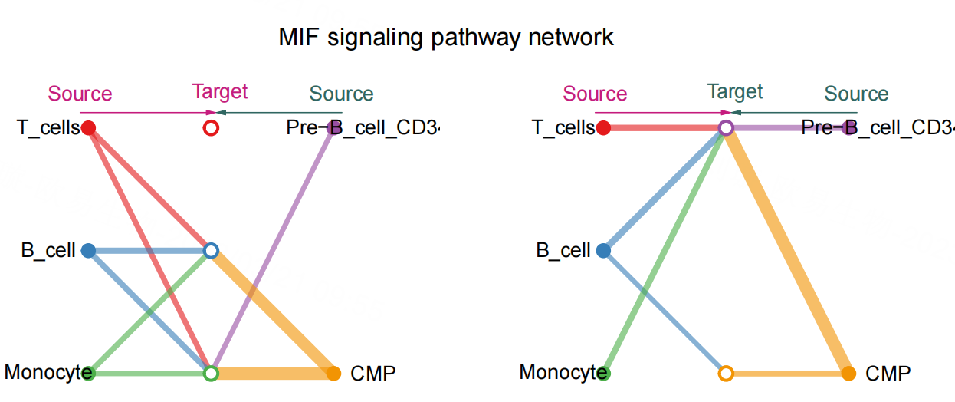 MIF signaling pathway network
Source Target Source Source Target Source
T_cells Pre-B_cell_CD34 T_cells Pre-B_cell_CD34
B_cell B_cell
Monocyte CMP Monocyte CMP